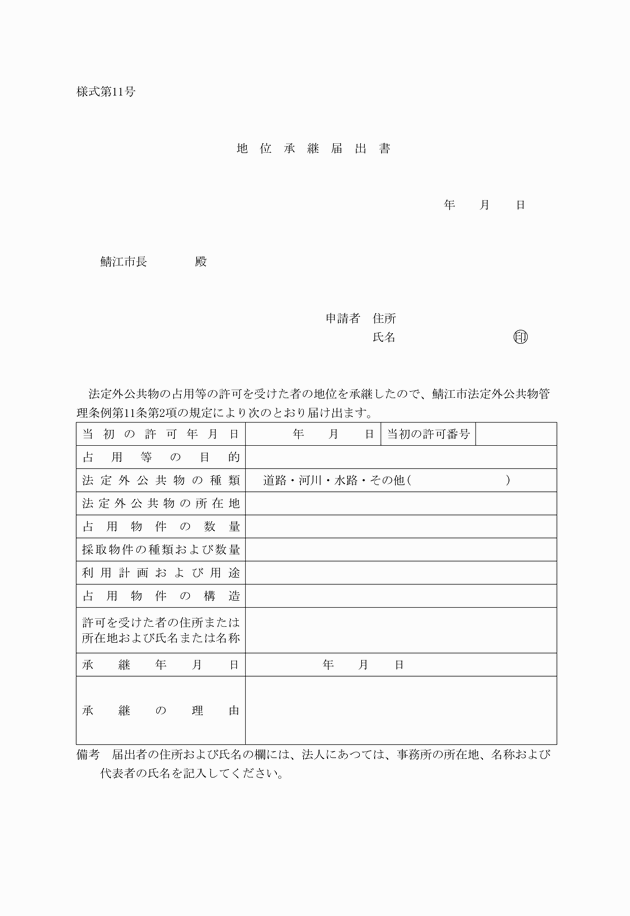 様式第11号
地位承継届出書
年　　月　　日
鯖江市長　　　　殿
申請者　住所
氏名　　　　　　　　　　印
法定外公共物の占用等の許可を受けた者の地位を承継したので、鯖江市法定外公共物管
理条例第11条第2項の規定により次のとおり届け出ます。
当初の許可年月日　　年　　月　　日　当初の許可番号
占用等の目的
法定外公共物の種類　道路・河川・水路・その他(　　　　　　　　)
法定外公共物の所在地
占用物件の数量
採取物件の種類および数量
利用計画および用途
占用物件の構造
許可を受けた者の住所または
所在地および氏名または名称
承継年月日　　年　　月　　日
承継の理由
備考　届出者の住所および氏名の欄には、法人にあつては、事務所の所在地、名称および
代表者の氏名を記入してください。